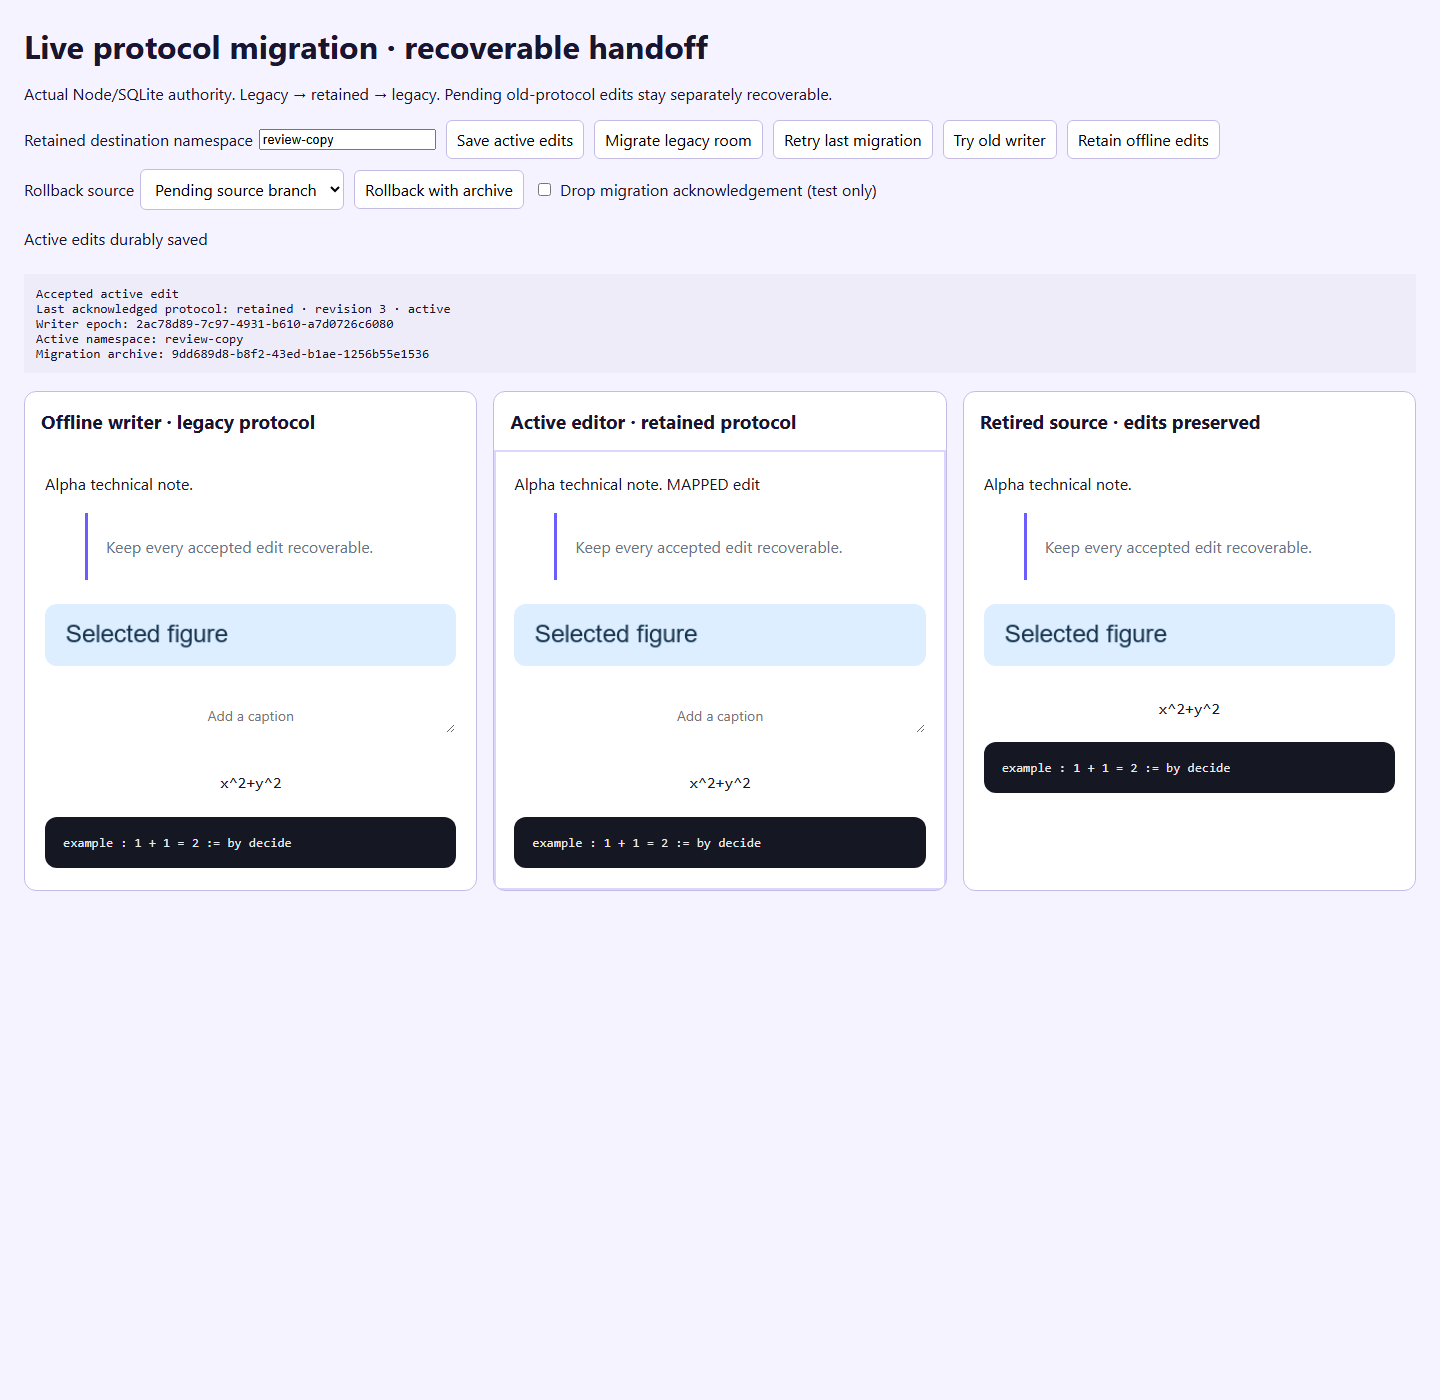 Live protocol migration · recoverable handoff
Actual Node/SQLite authority. Legacy → retained → legacy. Pending old-protocol edits stay separately recoverable.
Retained destination namespace review-copy Save active edits Migrate legacy room Retry last migration Try old writer Retain offline edits
Rollback source Pending source branch Rollback with archive Drop migration acknowledgement (test only)
Active edits durably saved
Accepted active edit
Last acknowledged protocol: retained · revision 3 · active
Writer epoch: 2ac78d89-7c97-4931-b610-a7d0726c6080
Active namespace: review-copy
Migration archive: 9dd689d8-b8f2-43ed-b1ae-1256b55e1536
Offline writer · legacy protocol
Alpha technical note.
Keep every accepted edit recoverable.
Selected figure
Add a caption
x^2+y^2
example : 1 + 1 = 2 := by decide
Active editor · retained protocol
Alpha technical note. MAPPED edit
Keep every accepted edit recoverable.
Selected figure
Add a caption
x^2+y^2
example : 1 + 1 = 2 := by decide
Retired source · edits preserved
Alpha technical note.
Keep every accepted edit recoverable.
Selected figure
x^2+y^2
example : 1 + 1 = 2 := by decide